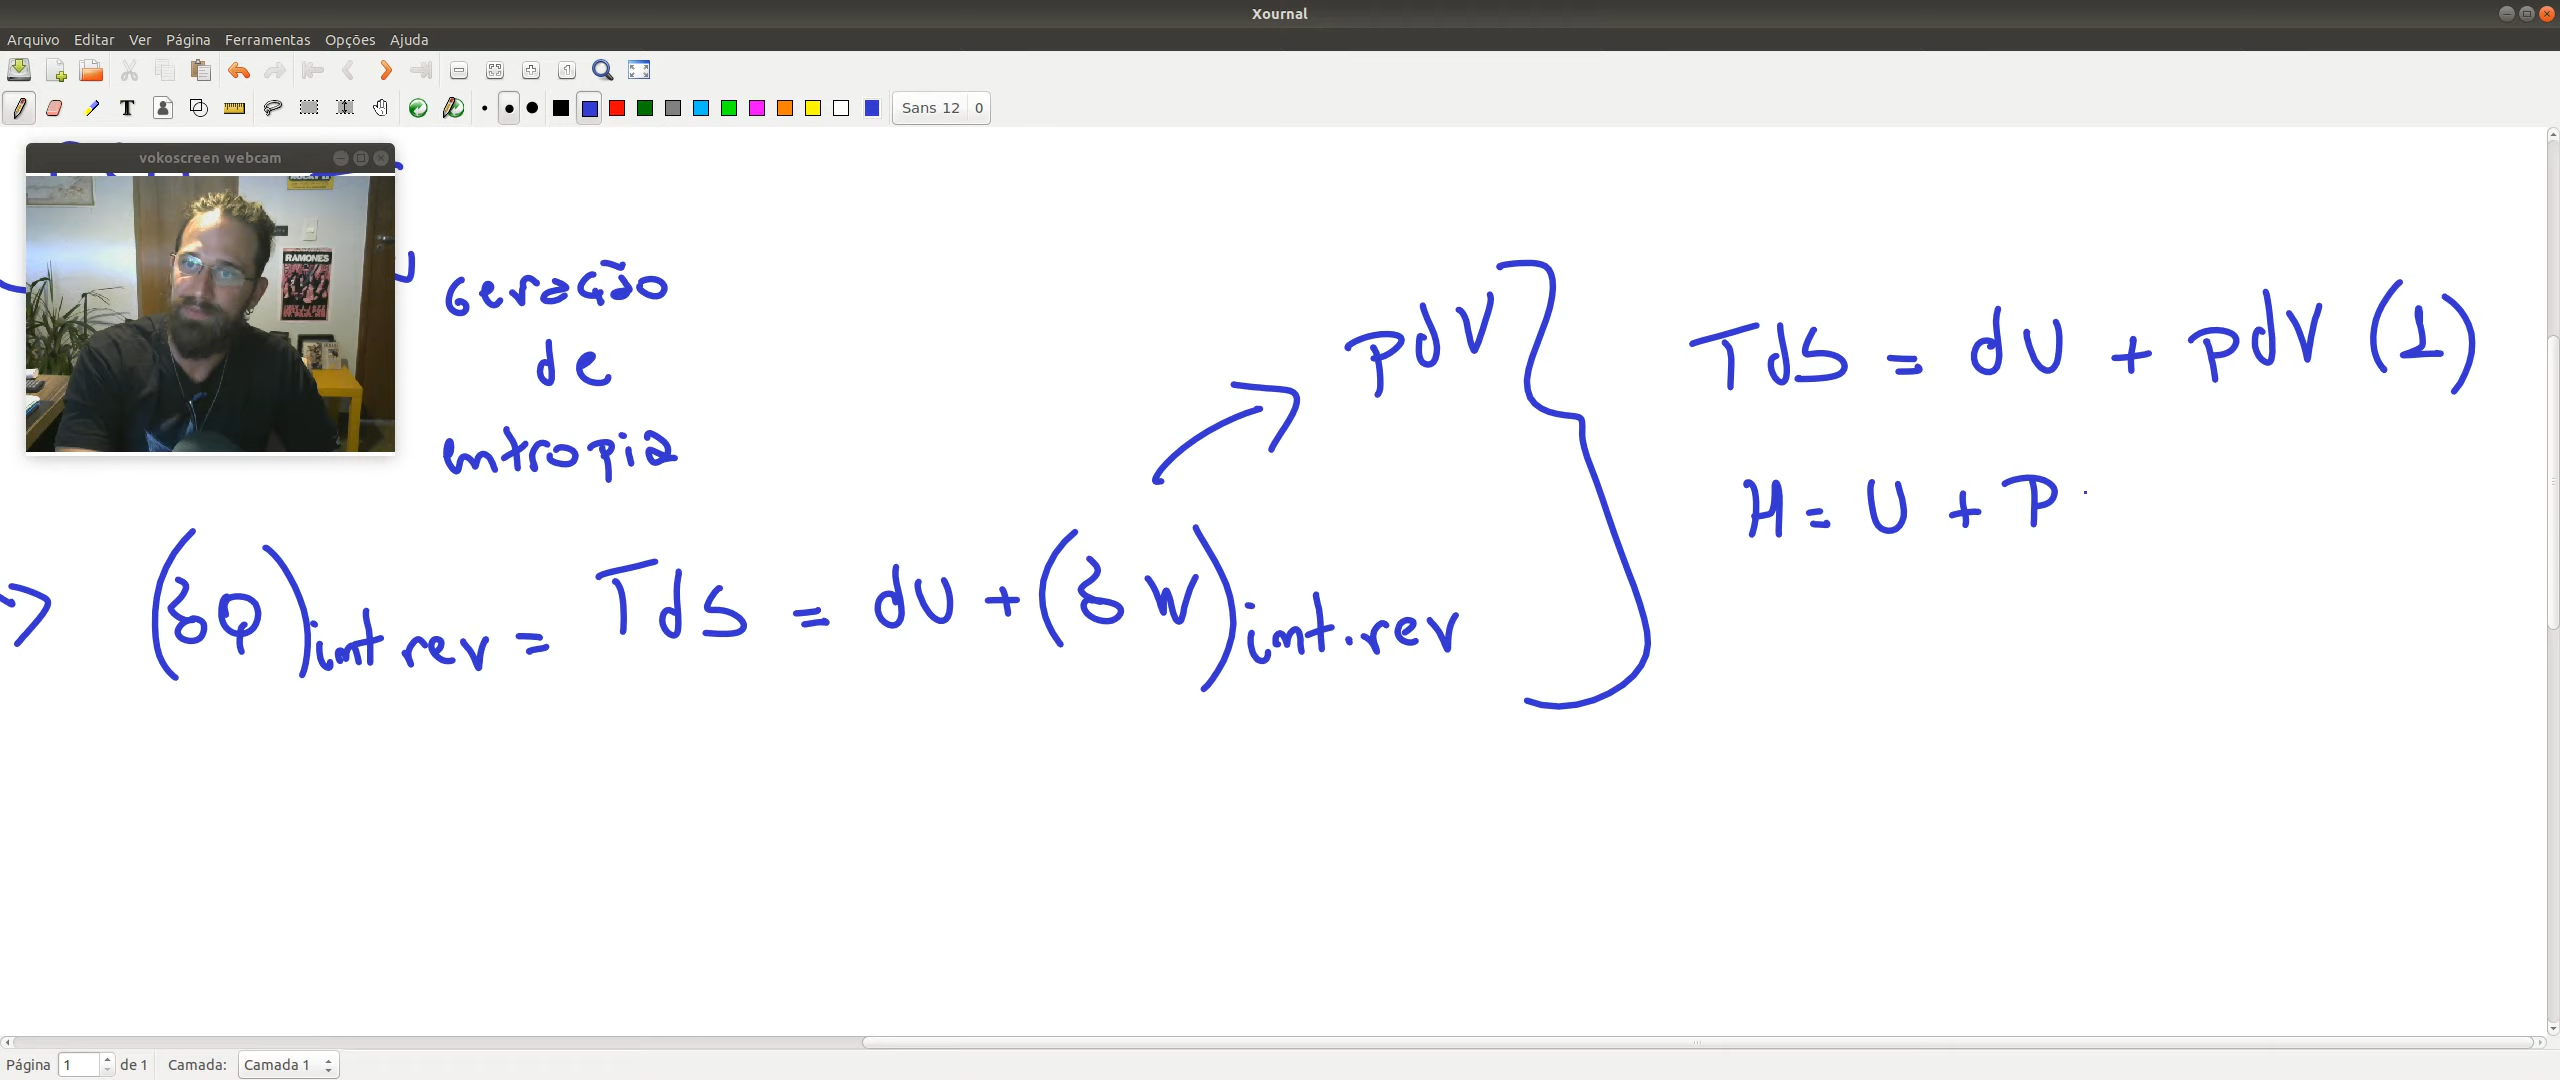 Xournal
Arquivo Editar Ver Página Ferramentas Opções Ajuda
Sans 12 0
vokoscreen webcam
RAMONES
Geração
de
entropia
pdV
TdS = dU + pdV (1)
H = U + P
(δQ)int rev = TdS = dU + (δW)int.rev
Página 1 de 1 Camada: Camada 1